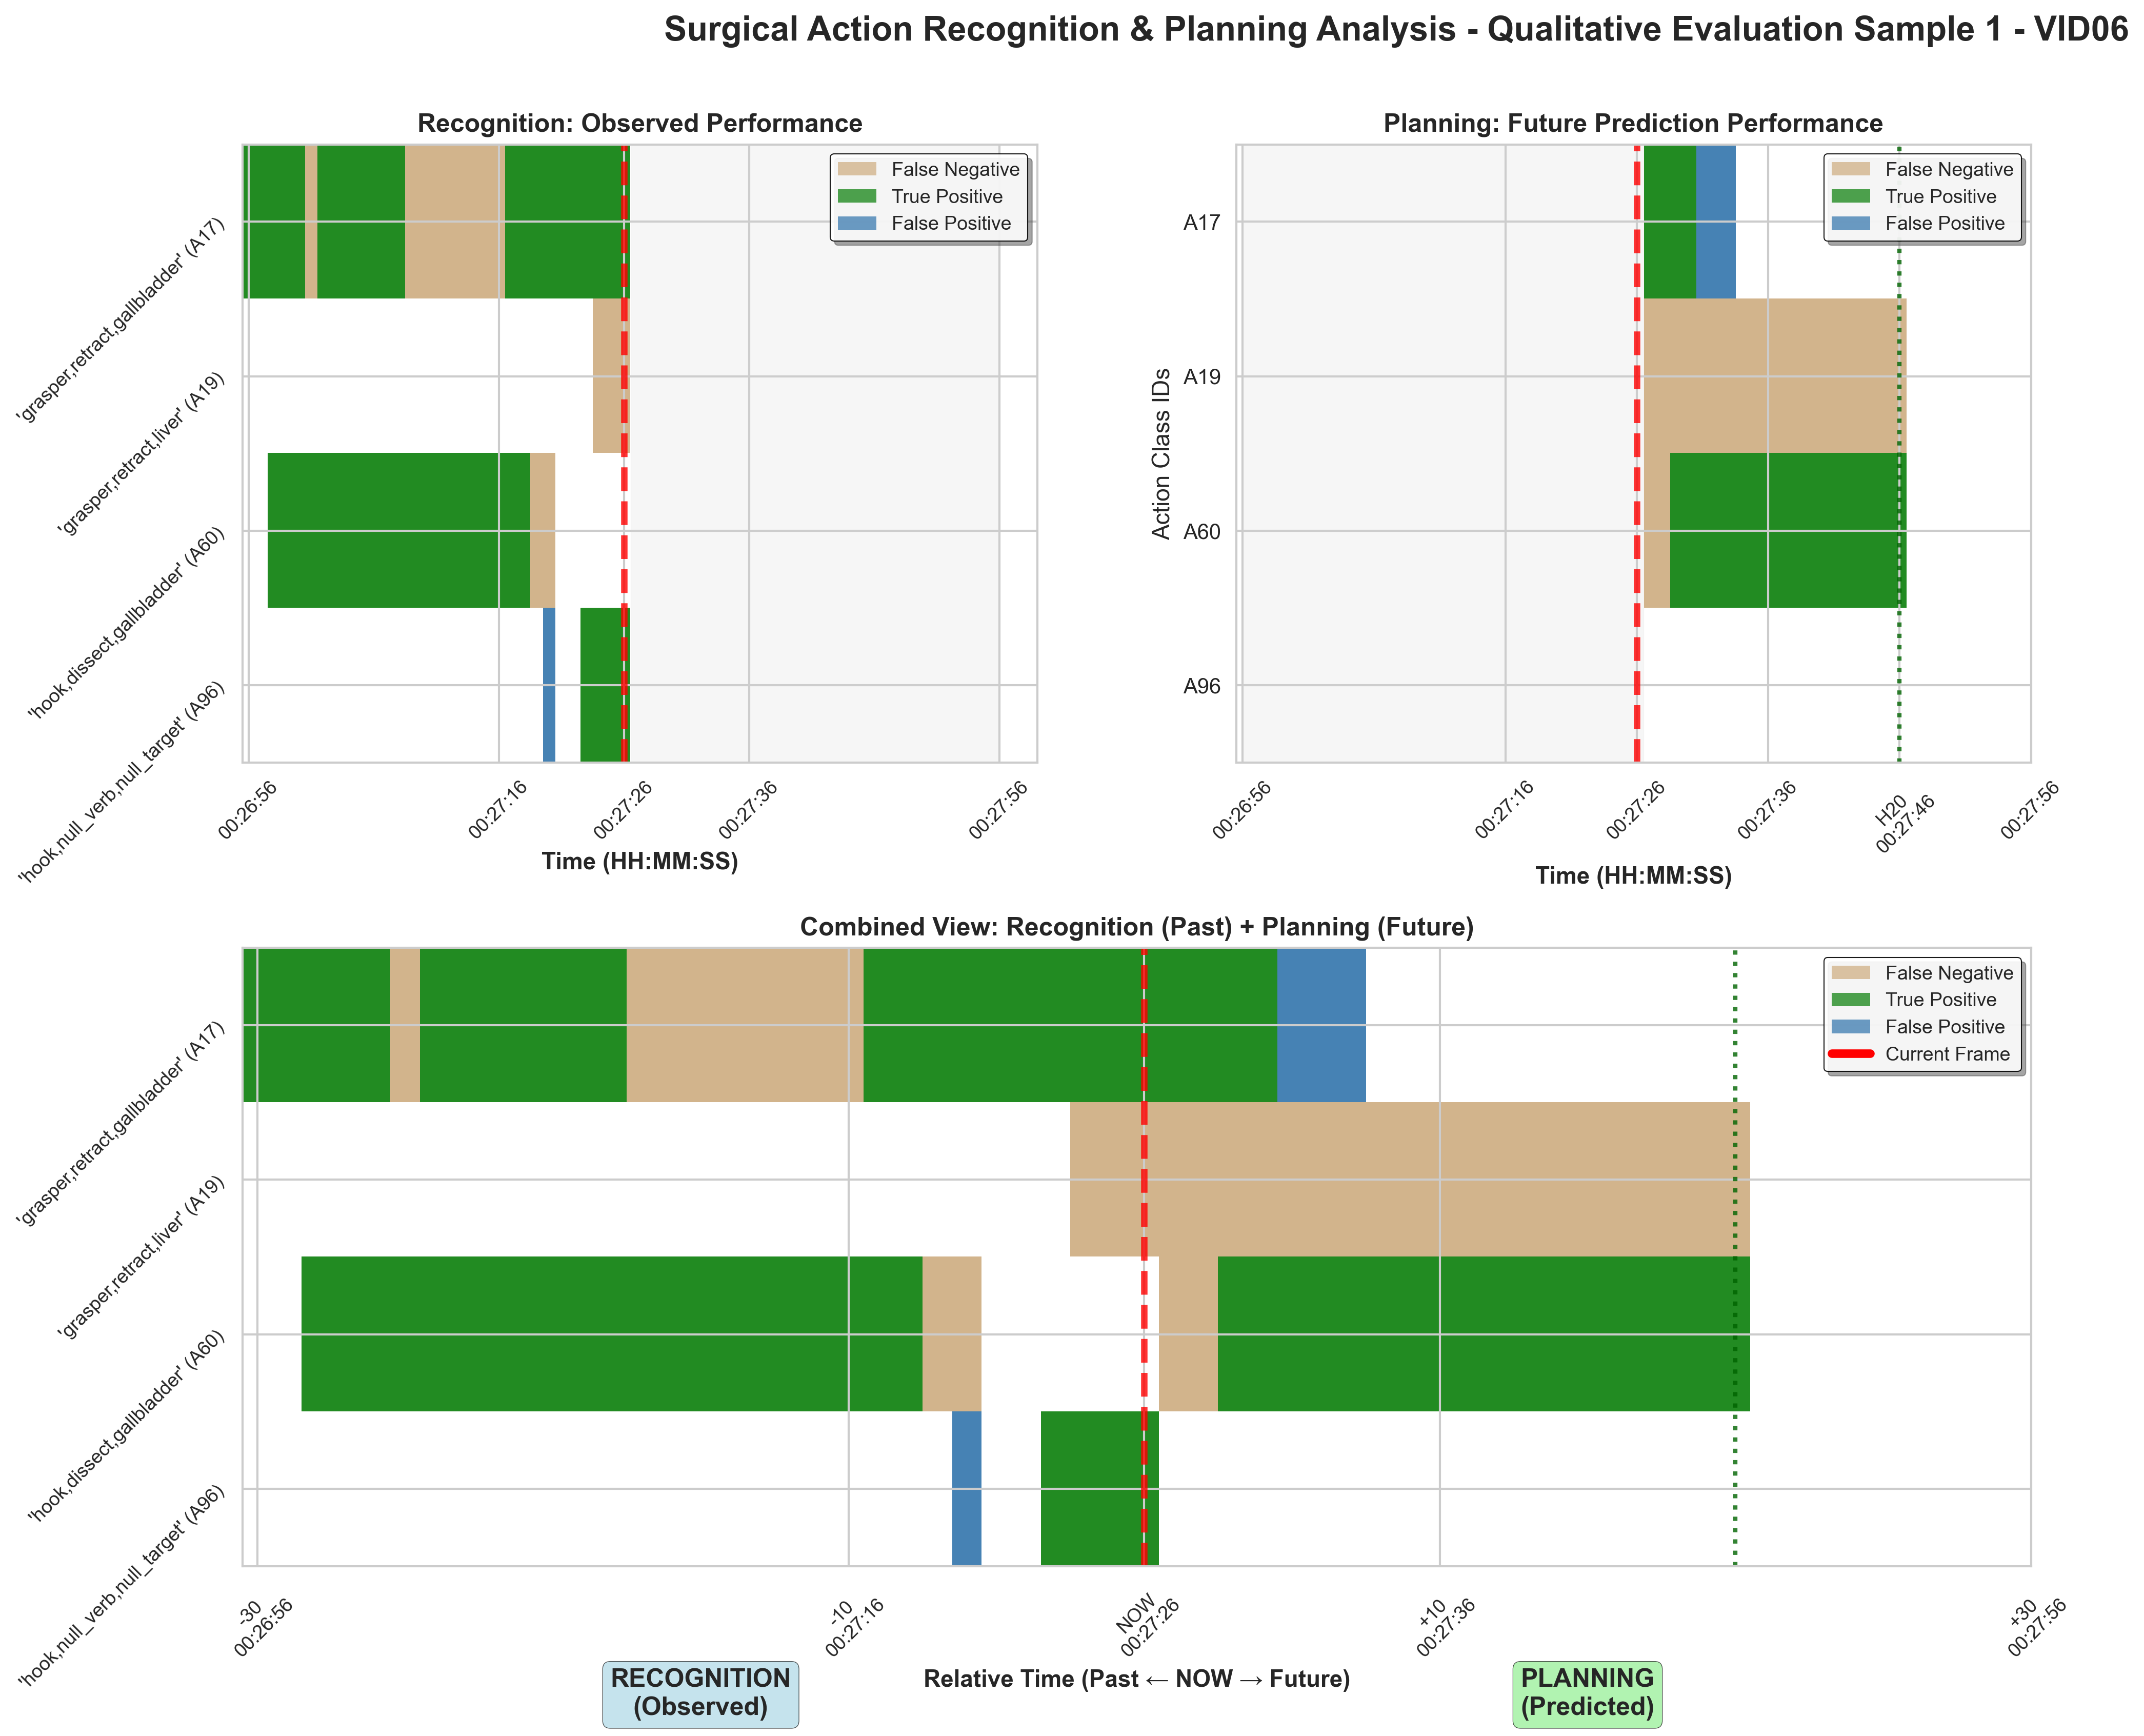 Surgical Action Recognition & Planning Analysis - Qualitative Evaluation Sample 1 - VID06
Recognition: Observed Performance
False Negative
True Positive
False Positive
'grasper,retract,gallbladder' (A17)
'grasper,retract,liver' (A19)
'hook,dissect,gallbladder' (A60)
'hook,null_verb,null_target' (A96)
00:26:56
00:27:16
00:27:26
00:27:36
00:27:56
Time (HH:MM:SS)
Planning: Future Prediction Performance
False Negative
True Positive
False Positive
Action Class IDs
A17
A19
A60
A96
00:26:56
00:27:16
00:27:26
00:27:36
H20
00:27:46
00:27:56
Time (HH:MM:SS)
Combined View: Recognition (Past) + Planning (Future)
False Negative
True Positive
False Positive
Current Frame
'grasper,retract,gallbladder' (A17)
'grasper,retract,liver' (A19)
'hook,dissect,gallbladder' (A60)
'hook,null_verb,null_target' (A96)
-30
00:26:56
-10
00:27:16
NOW
00:27:26
+10
00:27:36
+30
00:27:56
RECOGNITION
(Observed)
Relative Time (Past ← NOW → Future)
PLANNING
(Predicted)